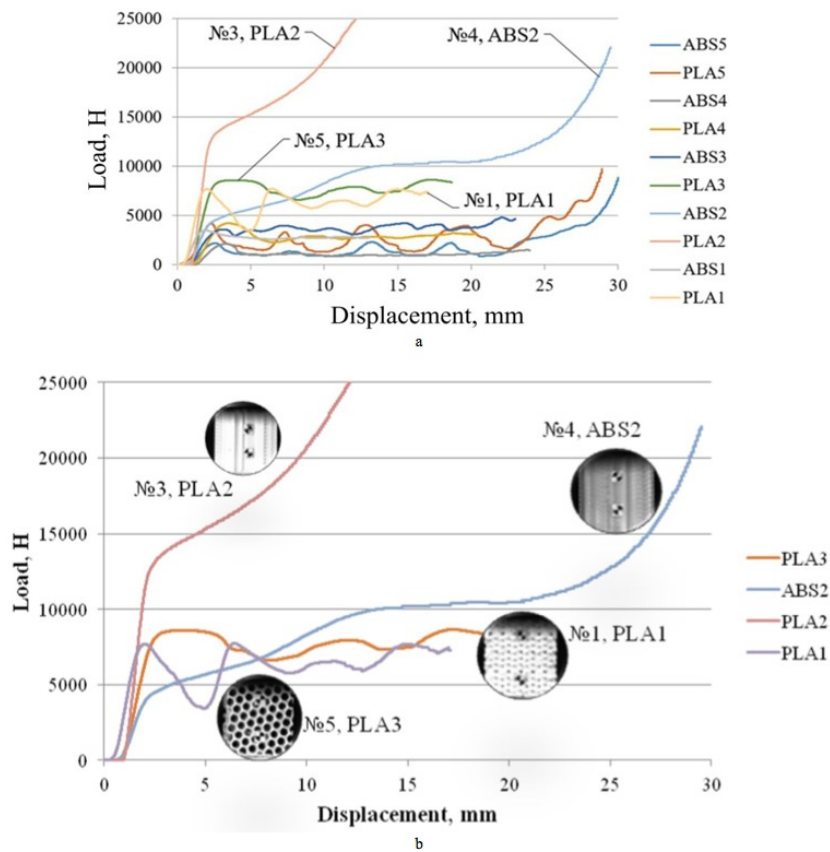 25000
20000
15000
10000
5000
0
Load, H
№3, PLA2
№4, ABS2
№5, PLA3
№1, PLA1
0 5 10 15 20 25 30
Displacement, mm
ABS5
PLA5
ABS4
PLA4
ABS3
PLA3
ABS2
PLA2
ABS1
PLA1
a
25000
20000
15000
10000
5000
0
Load, H
№4, ABS2
№3, PLA2
№1, PLA1
№5, PLA3
0 5 10 15 20 25 30
Displacement, mm
PLA3
ABS2
PLA2
PLA1
b